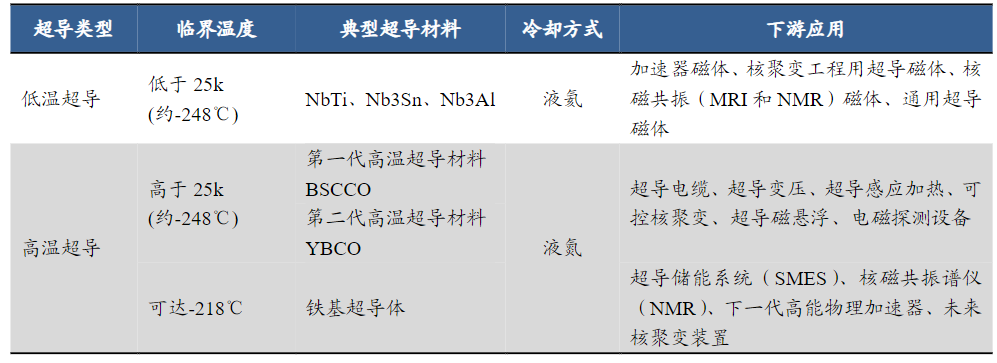 超导类型 临界温度 典型超导材料 冷却方式 下游应用
低温超导
低于 25k
(约-248℃)
NbTi、Nb3Sn、Nb3Al
液氦
加速器磁体、核聚变工程用超导磁体、核
磁共振（MRI 和 NMR）磁体、通用超导
磁体
高温超导
高于 25k
(约-248℃)
第一代高温超导材料
BSCCO
第二代高温超导材料
YBCO
液氮
超导电缆、超导变压、超导感应加热、可
控核聚变、超导磁悬浮、电磁探测设备
可达-218℃
铁基超导体
超导储能系统（SMES）、核磁共振谱仪
（NMR）、下一代高能物理加速器、未来
核聚变装置